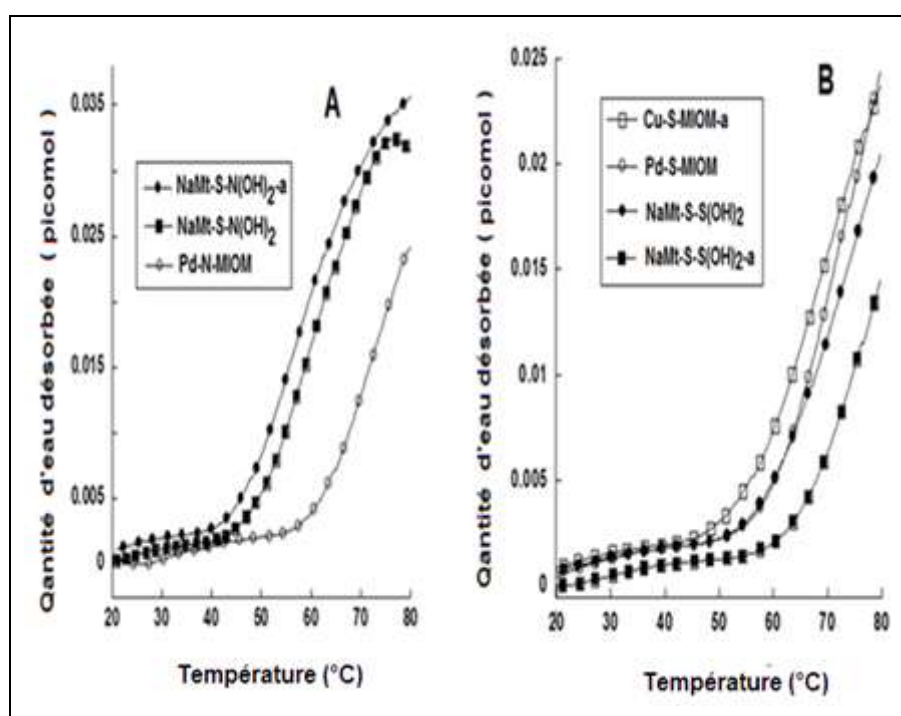 A
Qantité d'eau désorbée ( picomol )
0.035
0.025
0.015
0.005
0
NaMt-S-N(OH)2-a
NaMt-S-N(OH)2
Pd-N-MIOM
20 30 40 50 60 70 80
Température (°C)
B
Qantité d'eau désorbée ( picomol )
0.025
0.02
0.015
0.01
0.005
0
Cu-S-MIOM-a
Pd-S-MIOM
NaMt-S-S(OH)2
NaMt-S-S(OH)2-a
20 30 40 50 60 70 80
Température (°C)